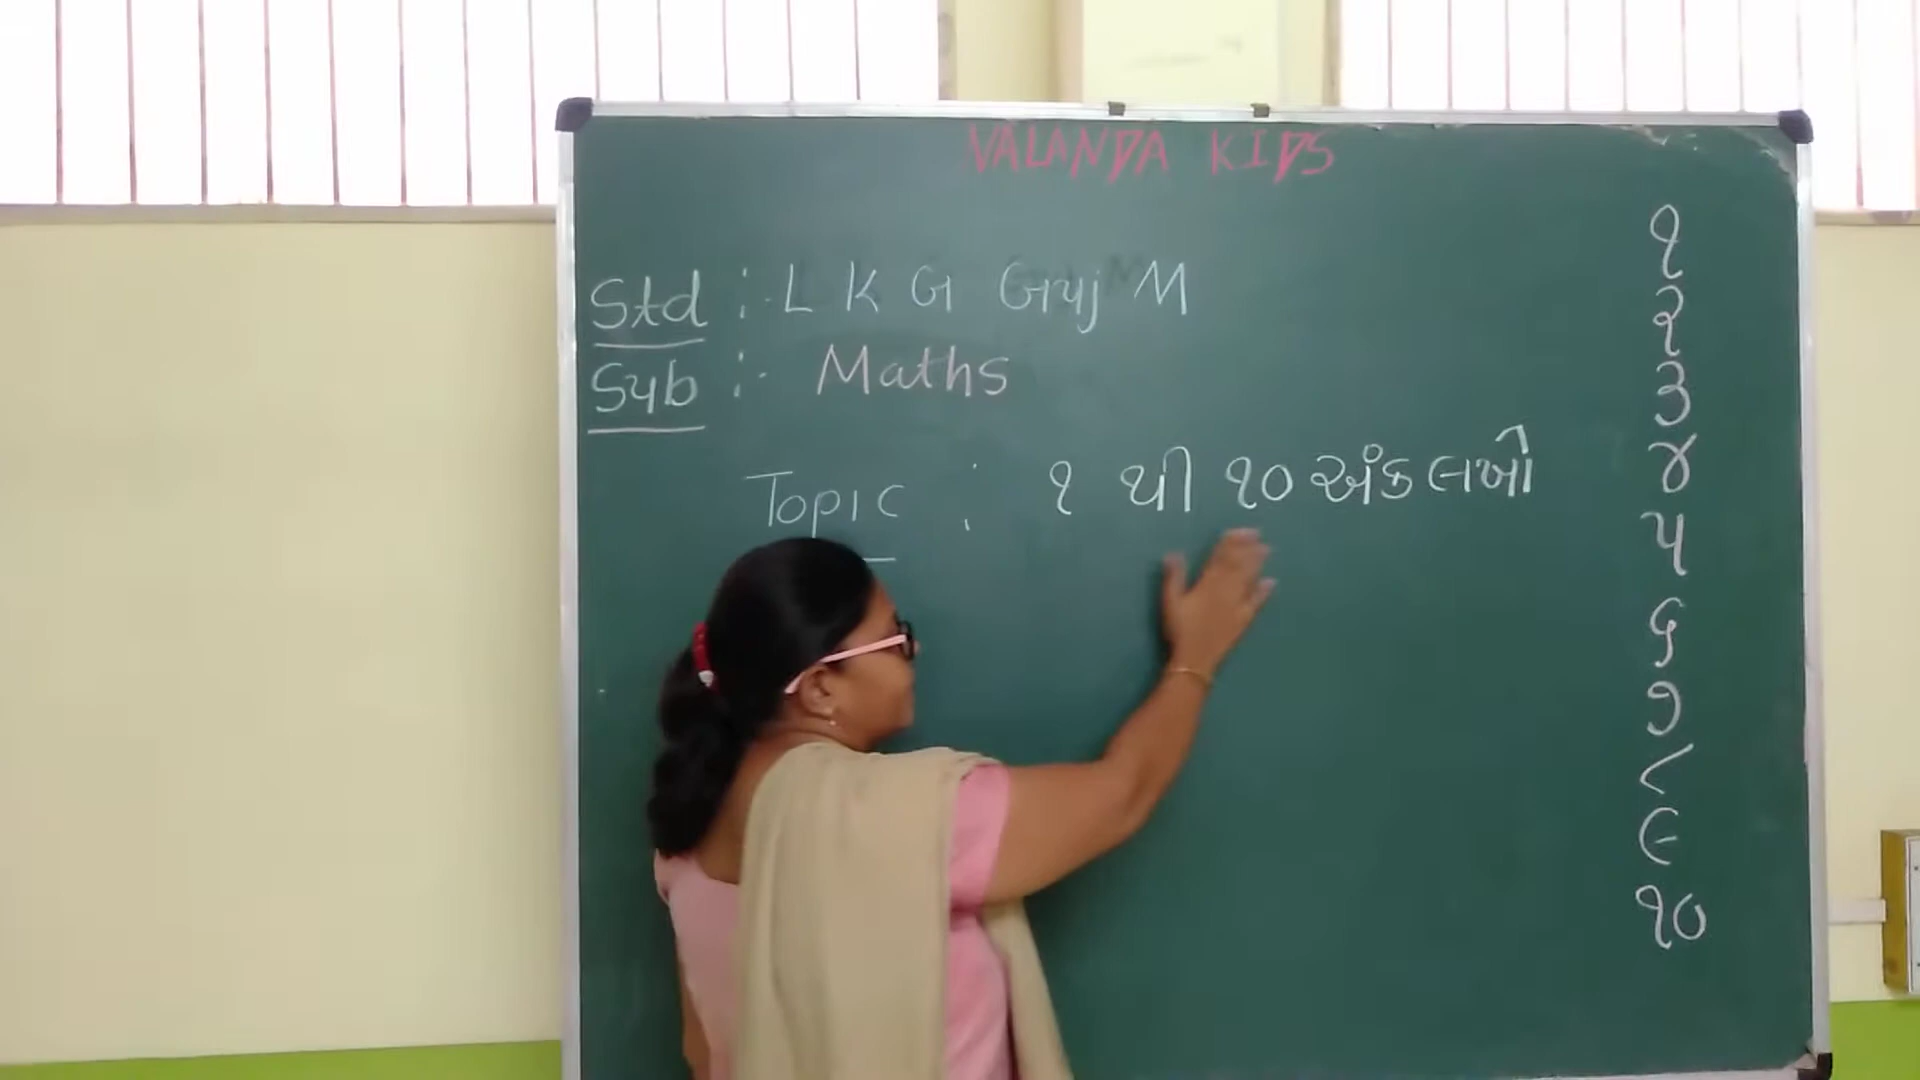 VALANDA KIDS
Std :- L K G Guj M
Sub :- Maths
Topic : ૧ થી ૧૦ અંક લખો
૧
૨
૩
૪
૫
૬
૭
૮
૯
૧૦